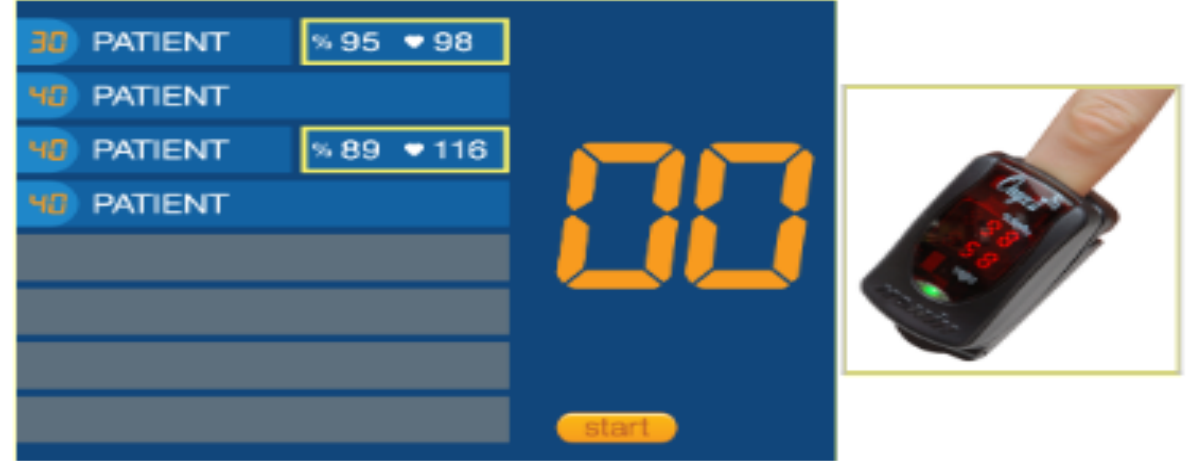 30 PATIENT % 95 ♥ 98
40 PATIENT
40 PATIENT % 89 ♥ 116
40 PATIENT
00
start